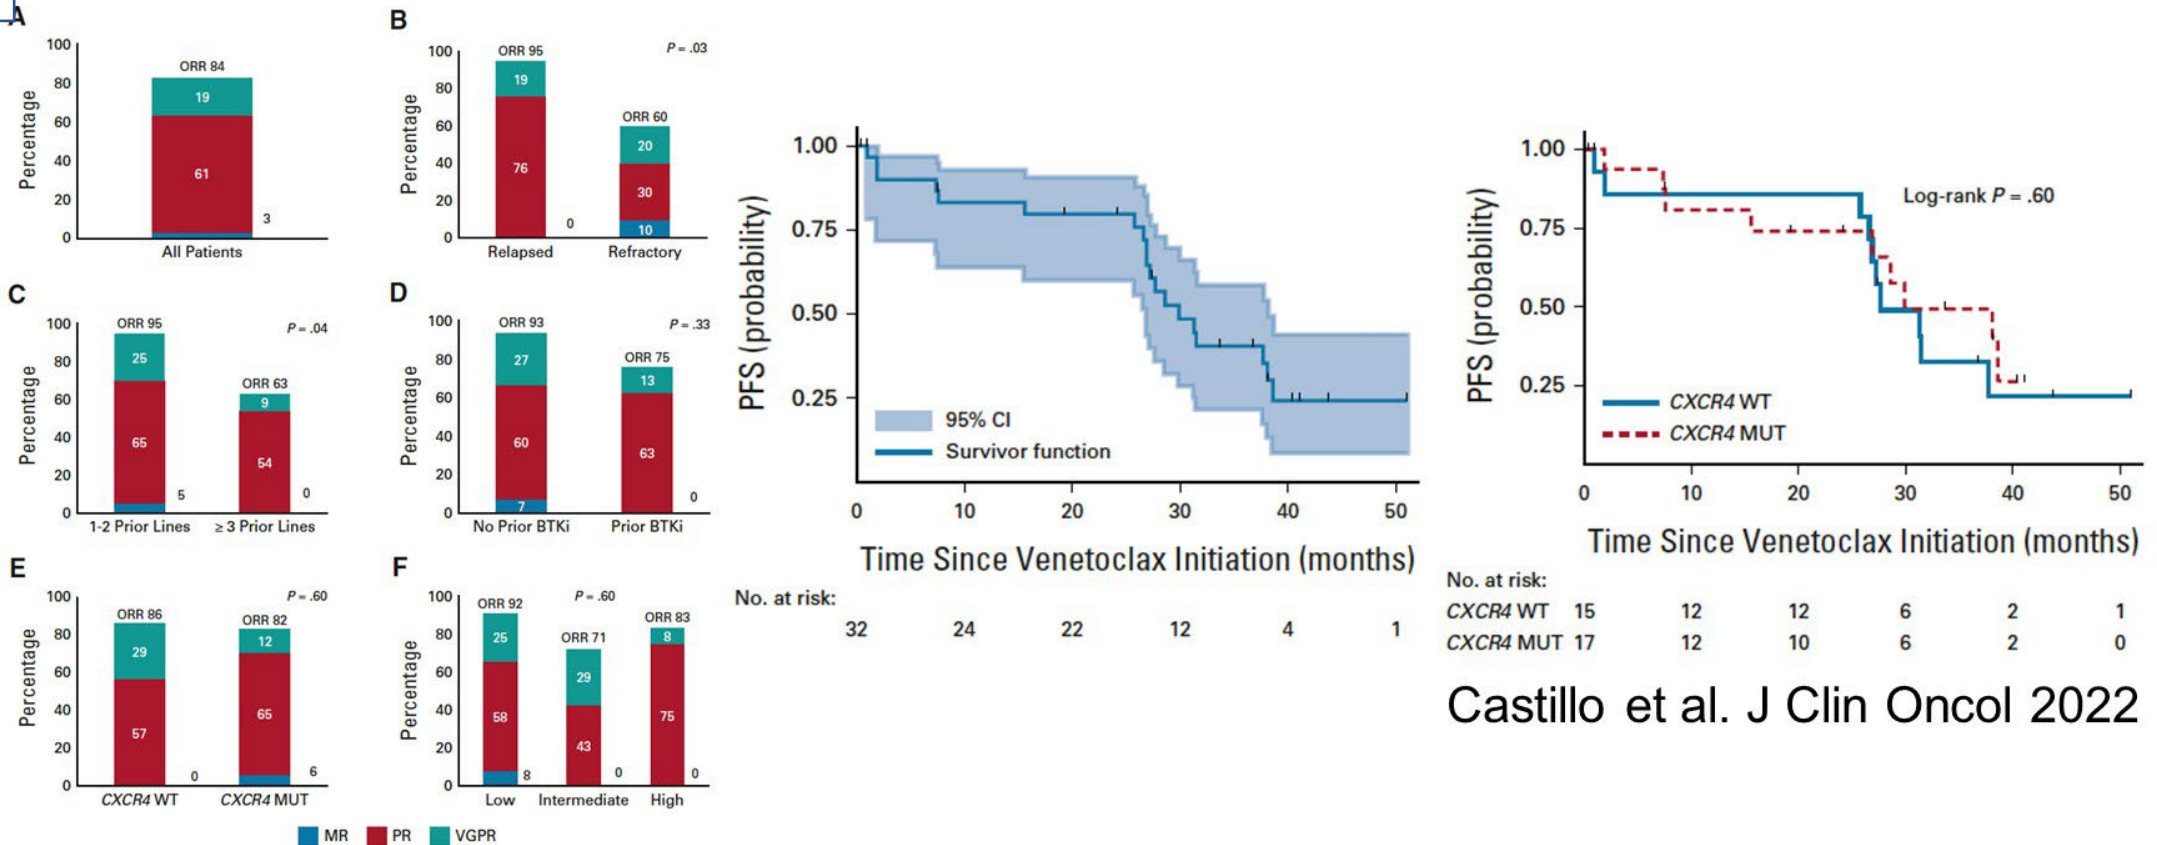 A
100
80
60
40
20
0
Percentage
ORR 84
19
61
3
All Patients
B
100
80
60
40
20
0
Percentage
P = .03
ORR 95
19
76
0
Relapsed
ORR 60
20
30
10
Refractory
C
100
80
60
40
20
0
Percentage
P = .04
ORR 95
25
65
5
1-2 Prior Lines
ORR 63
9
54
0
≥ 3 Prior Lines
D
100
80
60
40
20
0
Percentage
P = .33
ORR 93
27
60
7
No Prior BTKi
ORR 75
13
63
0
Prior BTKi
E
100
80
60
40
20
0
Percentage
P = .60
ORR 86
29
57
0
CXCR4 WT
ORR 82
12
65
6
CXCR4 MUT
F
100
80
60
40
20
0
Percentage
P = .60
ORR 92
25
58
8
Low
ORR 71
29
43
0
Intermediate
ORR 83
8
75
0
High
MR PR VGPR
PFS (probability)
1.00
0.75
0.50
0.25
95% CI
Survivor function
0 10 20 30 40 50
Time Since Venetoclax Initiation (months)
No. at risk:
32 24 22 12 4 1
PFS (probability)
1.00
0.75
0.50
0.25
Log-rank P = .60
CXCR4 WT
CXCR4 MUT
0 10 20 30 40 50
Time Since Venetoclax Initiation (months)
No. at risk:
CXCR4 WT 15 12 12 6 2 1
CXCR4 MUT 17 12 10 6 2 0
Castillo et al. J Clin Oncol 2022